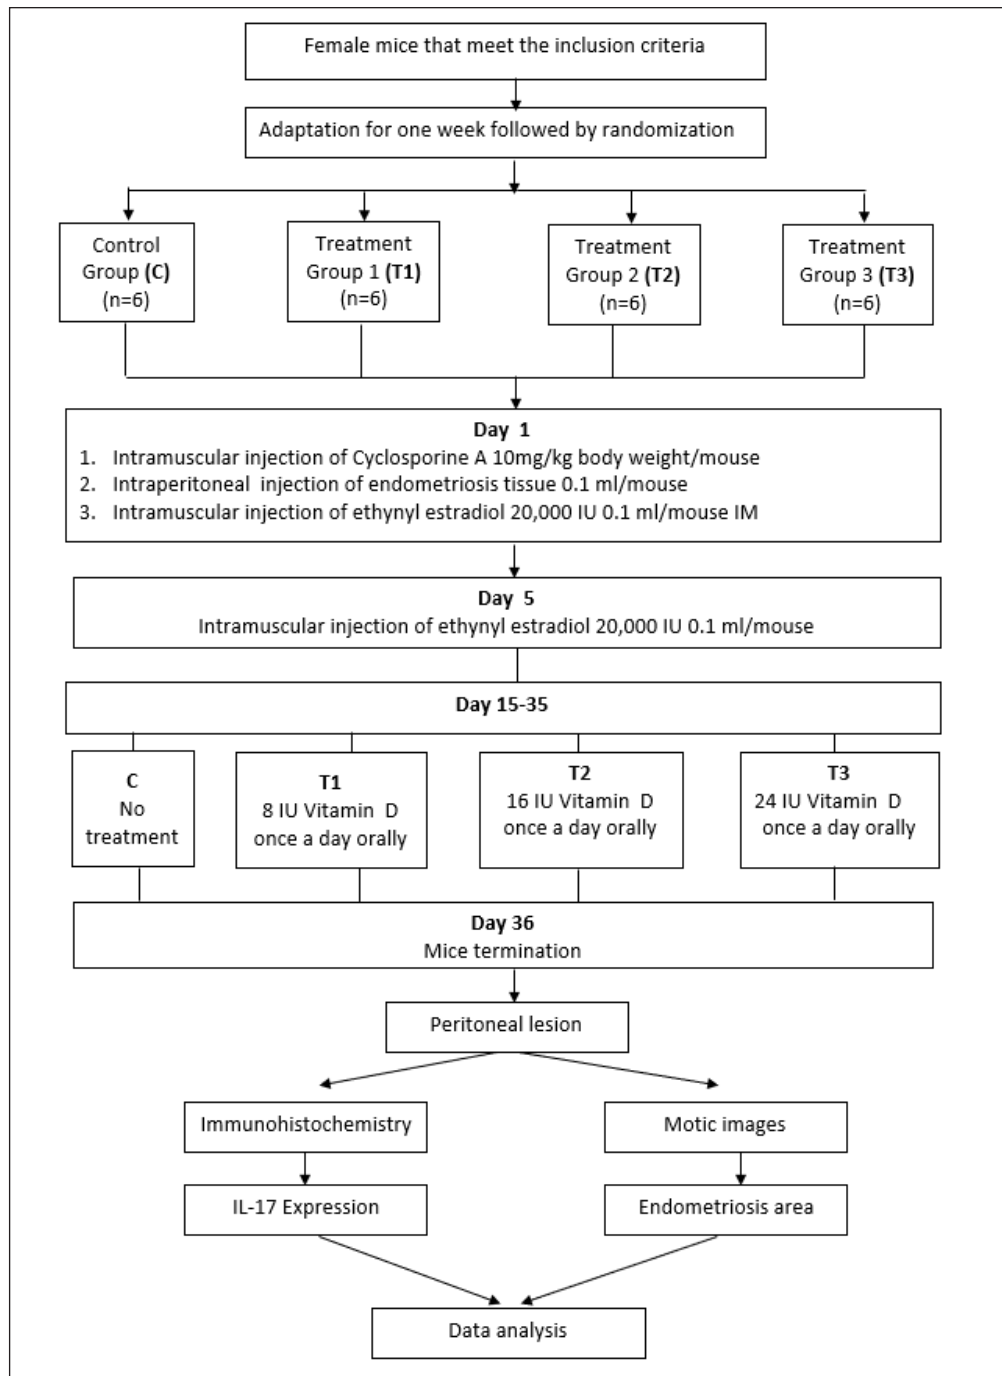 Female mice that meet the inclusion criteria
Adaptation for one week followed by randomization
Control
Group (C)
(n=6)
Treatment
Group 1 (T1)
(n=6)
Treatment
Group 2 (T2)
(n=6)
Treatment
Group 3 (T3)
(n=6)
Day 1
1. Intramuscular injection of Cyclosporine A 10mg/kg body weight/mouse
2. Intraperitoneal injection of endometriosis tissue 0.1 ml/mouse
3. Intramuscular injection of ethynyl estradiol 20,000 IU 0.1 ml/mouse IM
Day 5
Intramuscular injection of ethynyl estradiol 20,000 IU 0.1 ml/mouse
Day 15-35
C
No
treatment
T1
8 IU Vitamin D
once a day orally
T2
16 IU Vitamin D
once a day orally
T3
24 IU Vitamin D
once a day orally
Day 36
Mice termination
Peritoneal lesion
Immunohistochemistry
Motic images
IL-17 Expression
Endometriosis area
Data analysis